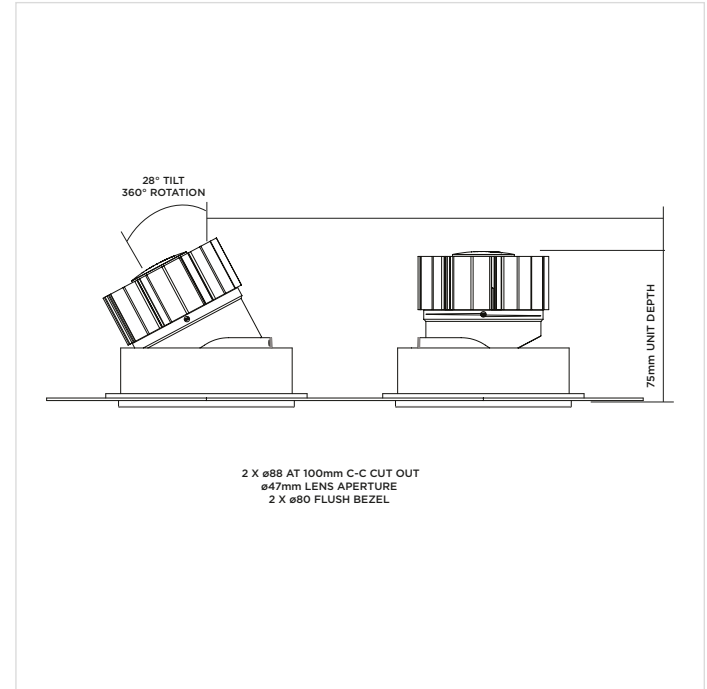 28° TILT
360° ROTATION
75mm UNIT DEPTH
2 X ø88 AT 100mm C-C CUT OUT
ø47mm LENS APERTURE
2 X ø80 FLUSH BEZEL